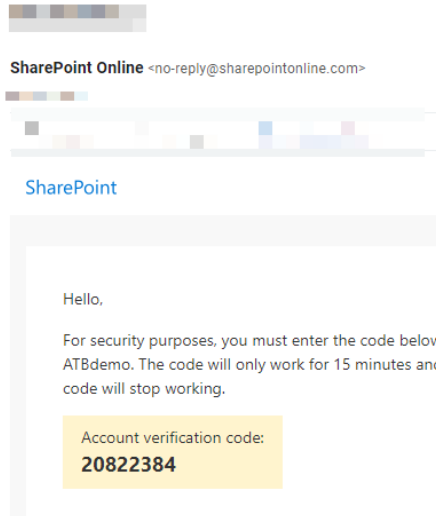 SharePoint Online <no-reply@sharepointonline.com>
SharePoint
Hello,
For security purposes, you must enter the code below
ATBdemo. The code will only work for 15 minutes and
code will stop working.
Account verification code:
20822384